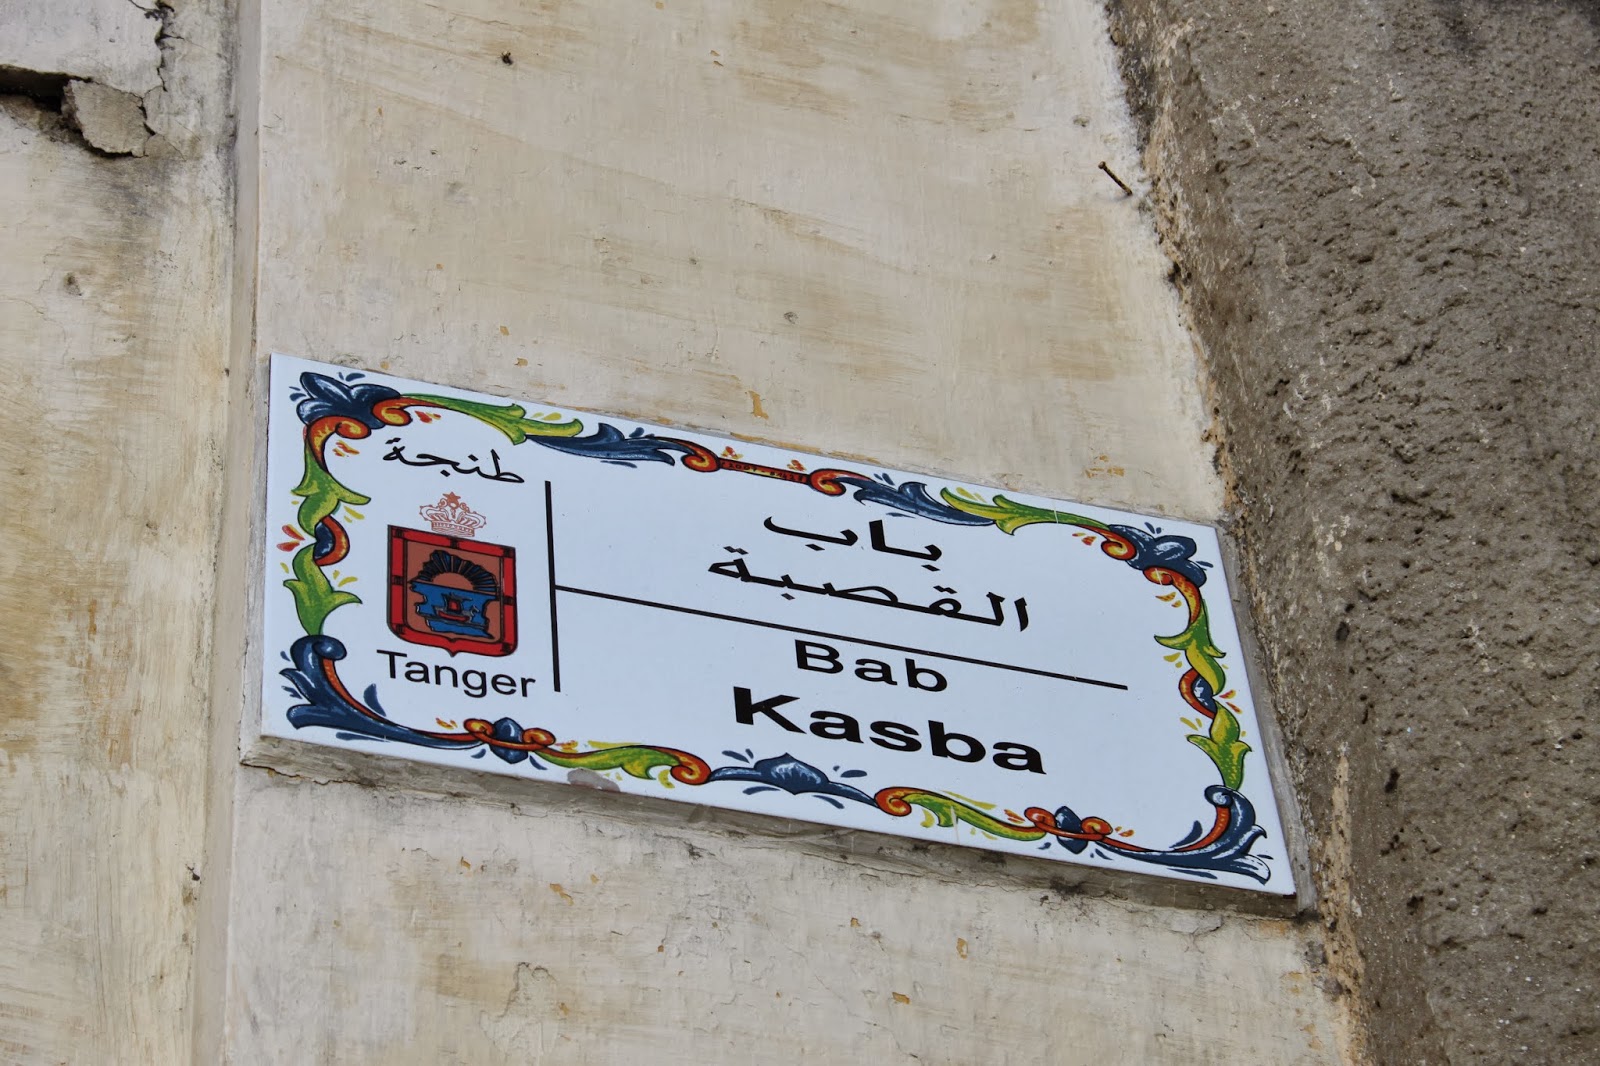 طنجة
Tanger
باب
القصبة
Bab
Kasba